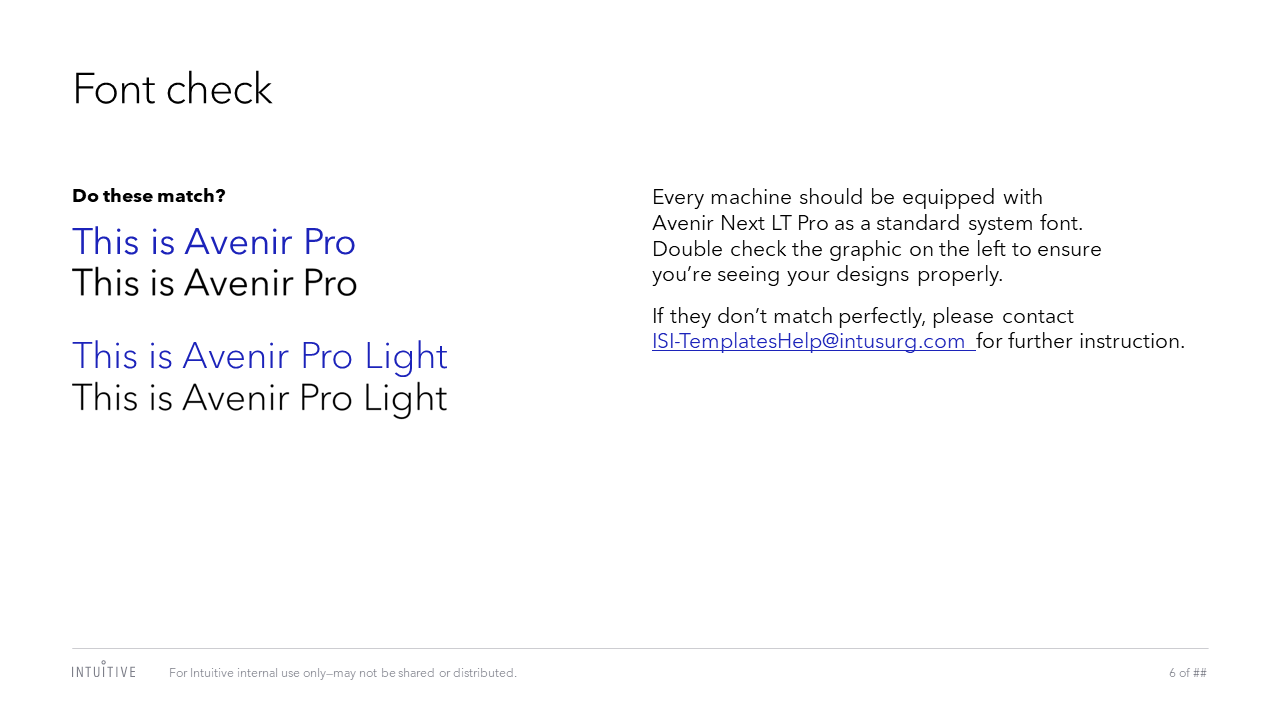 Font check
Do these match?
This is Avenir Pro
This is Avenir Pro
This is Avenir Pro Light
This is Avenir Pro Light
Every machine should be equipped with
Avenir Next LT Pro as a standard system font.
Double check the graphic on the left to ensure
you’re seeing your designs properly.
If they don’t match perfectly, please contact
ISI-TemplatesHelp@intusurg.com for further instruction.
INTUITIVE
For Intuitive internal use only–may not be shared or distributed.
6 of ##